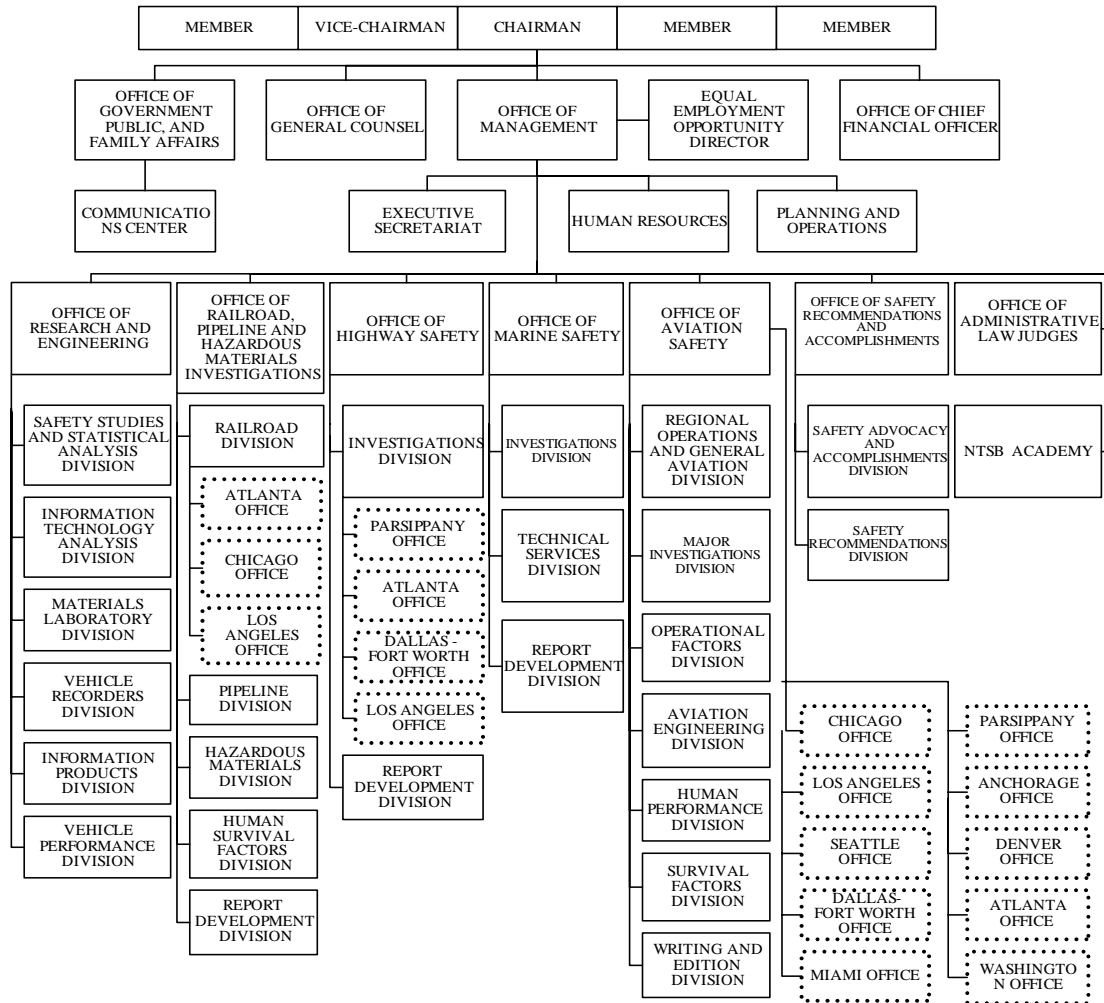 MEMBER
VICE-CHAIRMAN
CHAIRMAN
MEMBER
MEMBER
OFFICE OF
GOVERNMENT
PUBLIC, AND
FAMILY AFFAIRS
OFFICE OF
GENERAL COUNSEL
OFFICE OF
MANAGEMENT
EQUAL
EMPLOYMENT
OPPORTUNITY
DIRECTOR
OFFICE OF CHIEF
FINANCIAL OFFICER
COMMUNICATIO
NS CENTER
EXECUTIVE
SECRETARIAT
HUMAN RESOURCES
PLANNING AND
OPERATIONS
OFFICE OF
RESEARCH AND
ENGINEERING
OFFICE OF
RAILROAD,
PIPELINE AND
HAZARDOUS
MATERIALS
INVESTIGATIONS
OFFICE OF
HIGHWAY SAFETY
OFFICE OF
MARINE SAFETY
OFFICE OF
AVIATION
SAFETY
OFFICE OF SAFETY
RECOMMENDATIONS
AND
ACCOMPLISHMENTS
OFFICE OF
ADMINISTRATIVE
LAW JUDGES
SAFETY STUDIES
AND STATISTICAL
ANALYSIS
DIVISION
INFORMATION
TECHNOLOGY
ANALYSIS
DIVISION
MATERIALS
LABORATORY
DIVISION
VEHICLE
RECORDERS
DIVISION
INFORMATION
PRODUCTS
DIVISION
VEHICLE
PERFORMANCE
DIVISION
RAILROAD
DIVISION
ATLANTA
OFFICE
CHICAGO
OFFICE
LOS
ANGELES
OFFICE
PIPELINE
DIVISION
HAZARDOUS
MATERIALS
DIVISION
HUMAN
SURVIVAL
FACTORS
DIVISION
REPORT
DEVELOPMENT
DIVISION
INVESTIGATIONS
DIVISION
PARSIPPANY
OFFICE
ATLANTA
OFFICE
DALLAS -
FORT WORTH
OFFICE
LOS ANGELES
OFFICE
REPORT
DEVELOPMENT
DIVISION
INVESTIGATIONS
DIVISION
TECHNICAL
SERVICES
DIVISION
REPORT
DEVELOPMENT
DIVISION
REGIONAL
OPERATIONS
AND GENERAL
AVIATION
DIVISION
MAJOR
INVESTIGATIONS
DIVISION
OPERATIONAL
FACTORS
DIVISION
AVIATION
ENGINEERING
DIVISION
HUMAN
PERFORMANCE
DIVISION
SURVIVAL
FACTORS
DIVISION
WRITING AND
EDITION DIVISION
SAFETY ADVOCACY
AND
ACCOMPLISHMENTS
DIVISION
SAFETY
RECOMMENDATIONS
DIVISION
NTSB ACADEMY
CHICAGO
OFFICE
LOS ANGELES
OFFICE
SEATTLE
OFFICE
DALLAS-
FORT WORTH
OFFICE
MIAMI OFFICE
PARSIPPANY
OFFICE
ANCHORAGE
OFFICE
DENVER
OFFICE
ATLANTA
OFFICE
WASHINGTO
N OFFICE